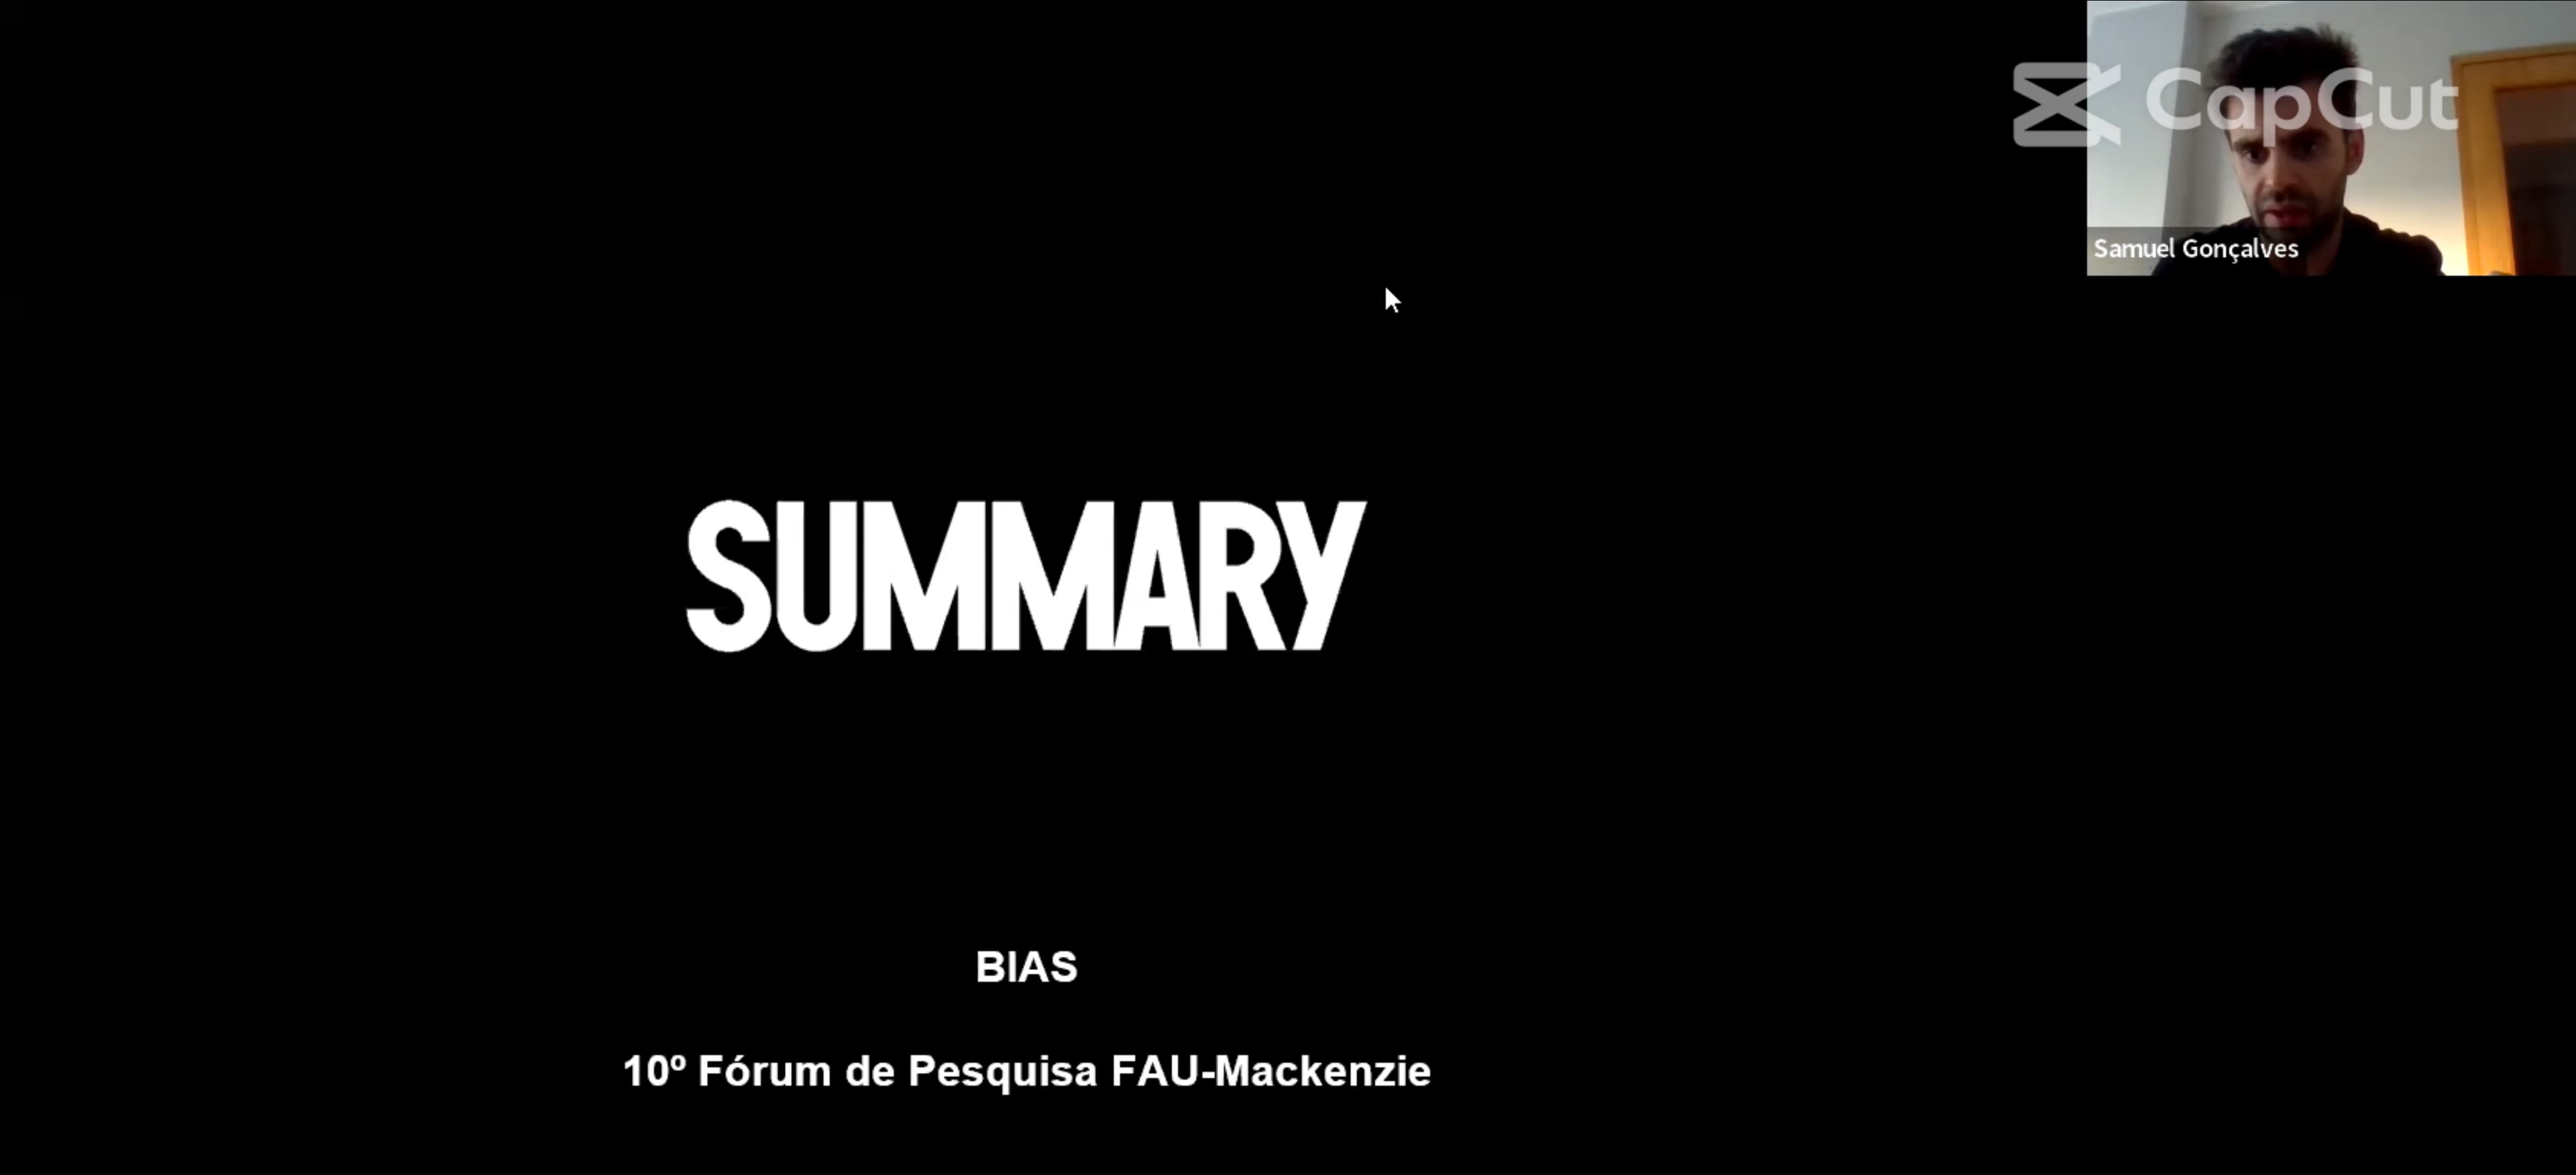 CapCut
Samuel Gonçalves
SUMMARY
BIAS
10º Fórum de Pesquisa FAU-Mackenzie